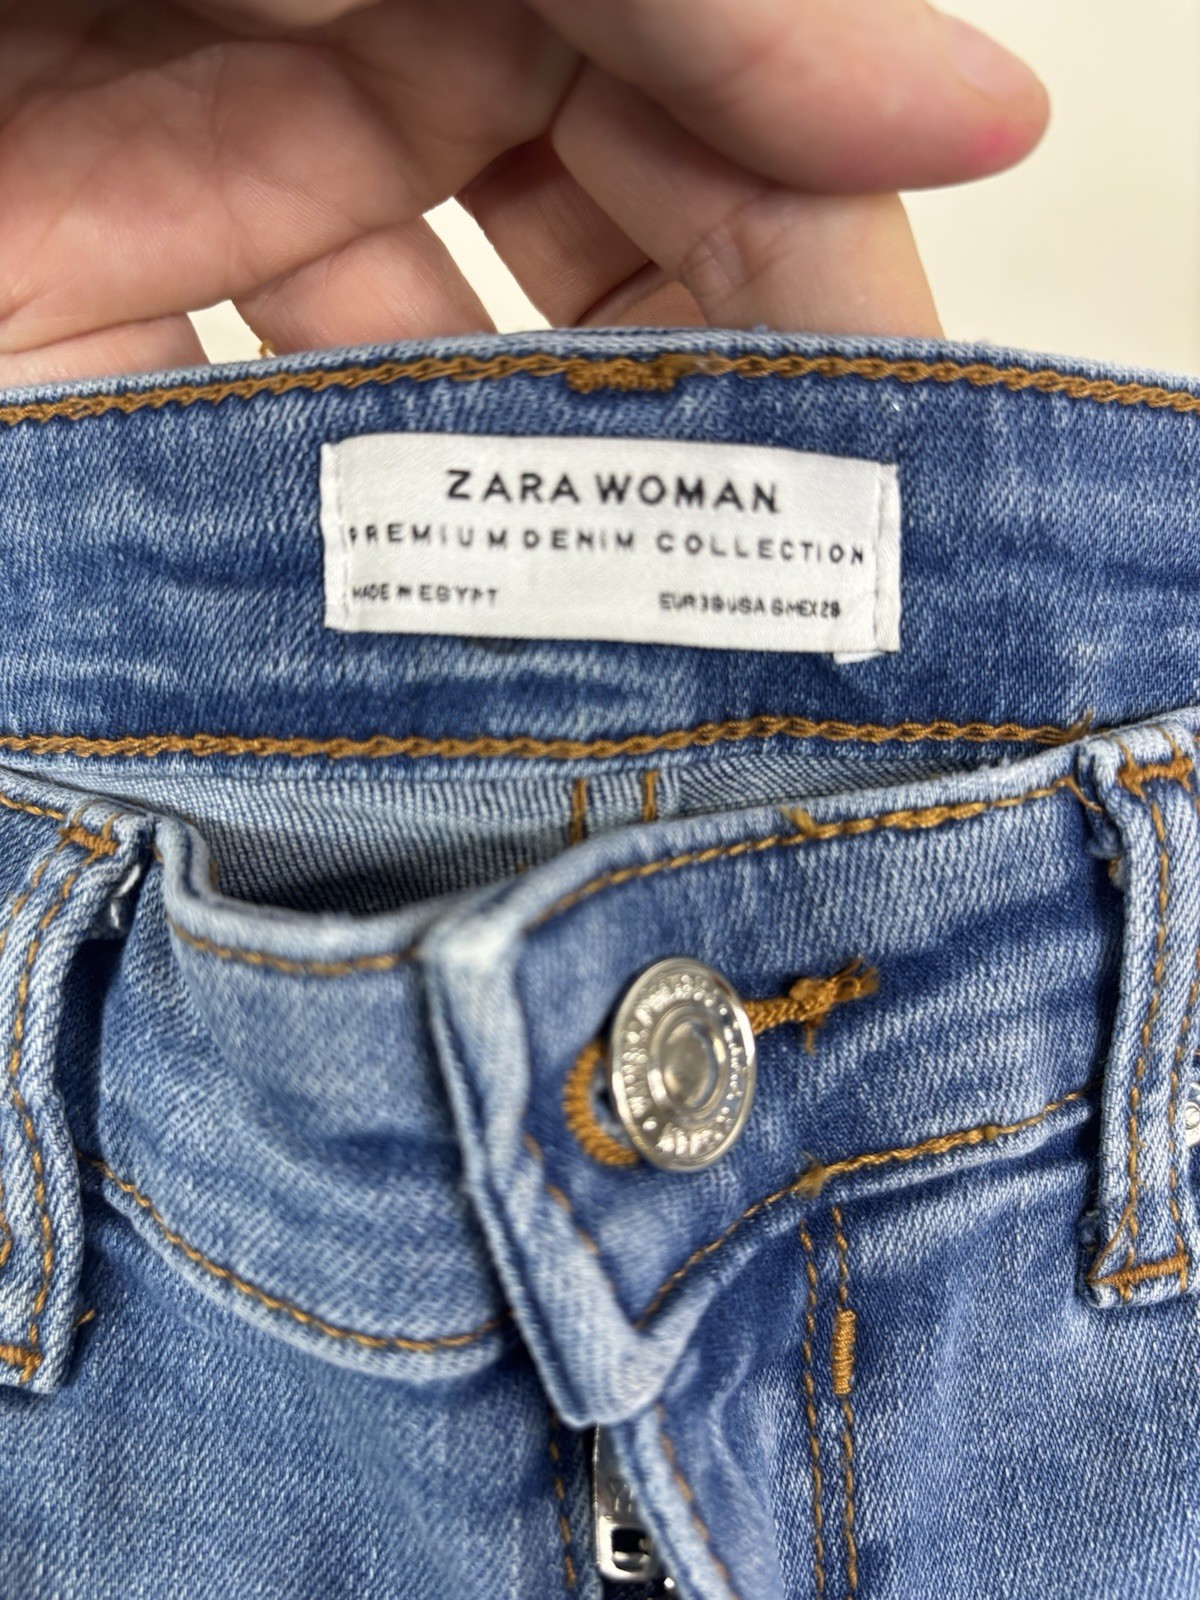 ZARA WOMAN
PREMIUM DENIM COLLECTION
MADE IN EGYPT EUR 38 USA 6 MEX 28